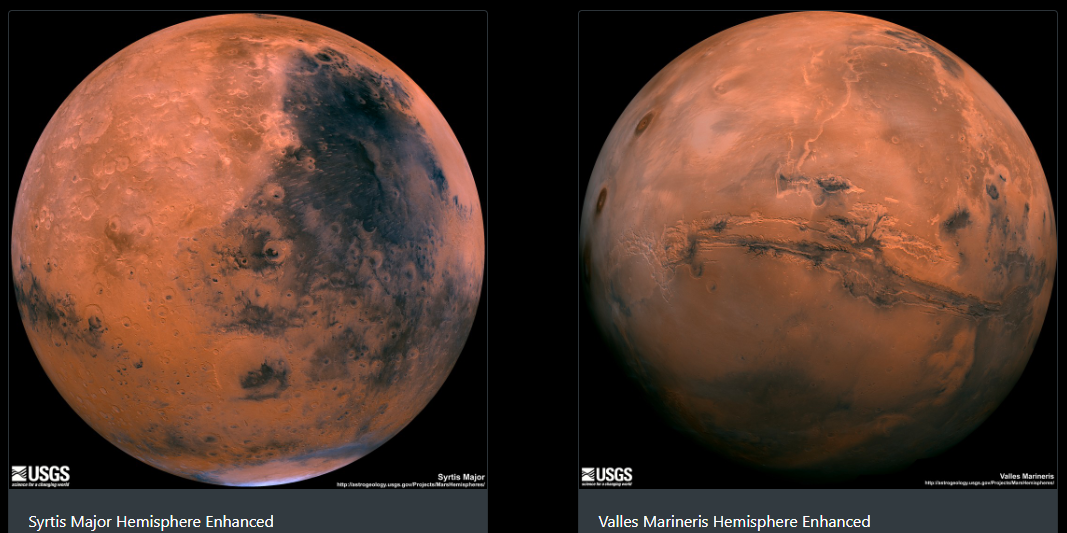 USGS
science for a changing world
Syrtis Major
http://astrogeology.usgs.gov/Projects/MarsHemispheres/
Syrtis Major Hemisphere Enhanced
USGS
science for a changing world
Valles Marineris
http://astrogeology.usgs.gov/Projects/MarsHemispheres/
Valles Marineris Hemisphere Enhanced